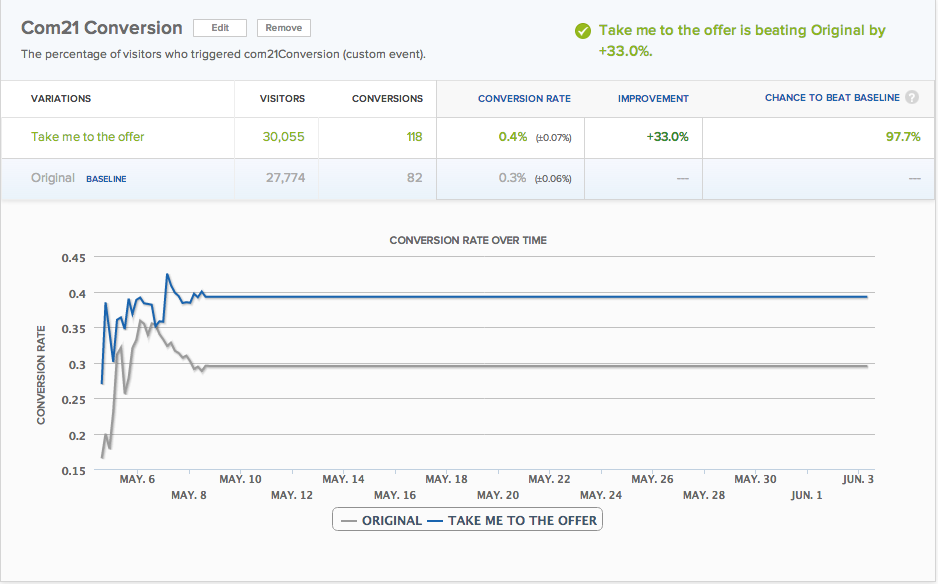 Com21 Conversion Edit Remove
The percentage of visitors who triggered com21Conversion (custom event).
Take me to the offer is beating Original by
+33.0%.
VARIATIONS VISITORS CONVERSIONS CONVERSION RATE IMPROVEMENT CHANCE TO BEAT BASELINE ?
Take me to the offer 30,055 118 0.4% (±0.07%) +33.0% 97.7%
Original BASELINE 27,774 82 0.3% (±0.06%) --- ---
CONVERSION RATE OVER TIME
CONVERSION RATE
0.45
0.4
0.35
0.3
0.25
0.2
0.15
MAY. 6 MAY. 10 MAY. 14 MAY. 18 MAY. 22 MAY. 26 MAY. 30 JUN. 3
MAY. 8 MAY. 12 MAY. 16 MAY. 20 MAY. 24 MAY. 28 JUN. 1
ORIGINAL TAKE ME TO THE OFFER